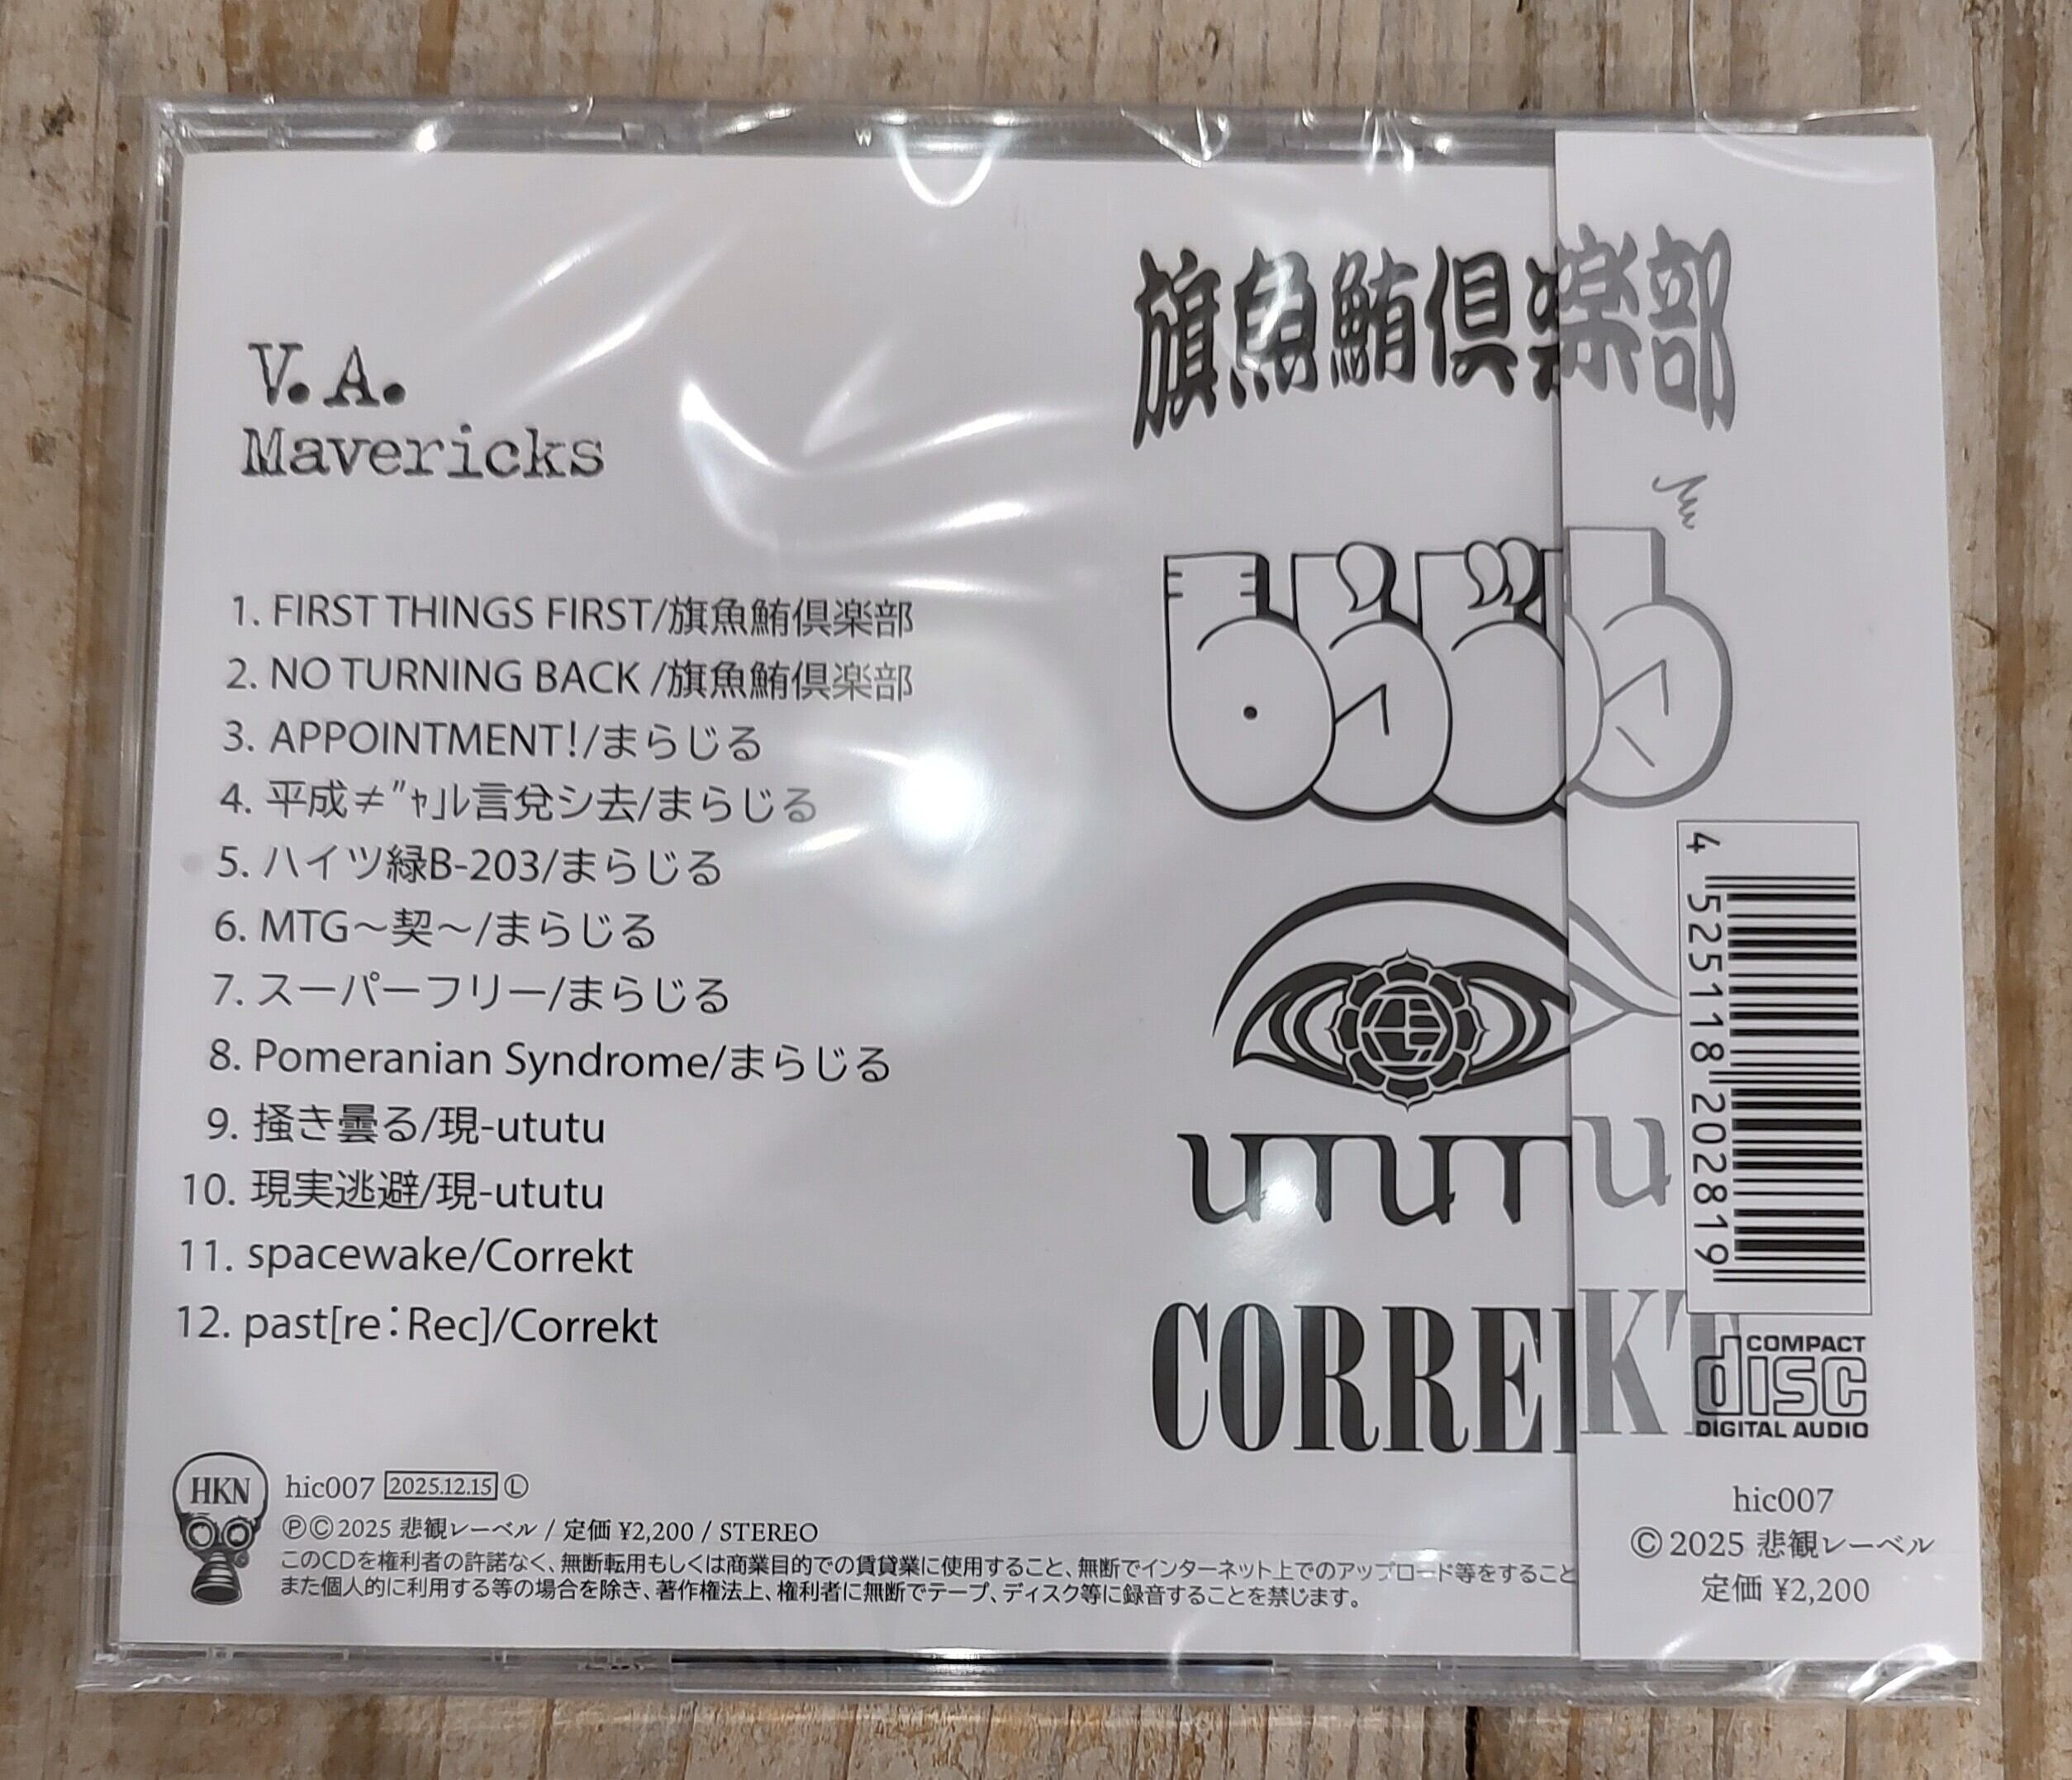 V.A.
Mavericks
1. FIRST THINGS FIRST/旗魚鮪倶楽部
2. NO TURNING BACK /旗魚鮪倶楽部
3. APPOINTMENT!/まらじる
4. 平成≠"ャ」ル言兌シ去/まらじる
5. ハイツ緑B-203/まらじる
6. MTG～契～/まらじる
7. スーパーフリー/まらじる
8. Pomeranian Syndrome/まらじる
9. 掻き曇る/現-ututu
10. 現実逃避/現-ututu
11. spacewake/Correkt
12. past[re:Rec]/Correkt
HKN
hic007 2025.12.15 Ⓛ
ⓅⒸ2025 悲観レーベル / 定価 ¥2,200 / STEREO
このCDを権利者の許諾なく、無断転用もしくは商業目的での賃貸業に使用すること、無断でインターネット上でのアップロード等をすること
また個人的に利用する等の場合を除き、著作権法上、権利者に無断でテープ、ディスク等に録音することを禁じます。
旗魚鮪倶楽部
まらじる
UTUTU
CORREKT
4 525118 202819
COMPACT
disc
DIGITAL AUDIO
hic007
Ⓒ2025 悲観レーベル
定価 ¥2,200